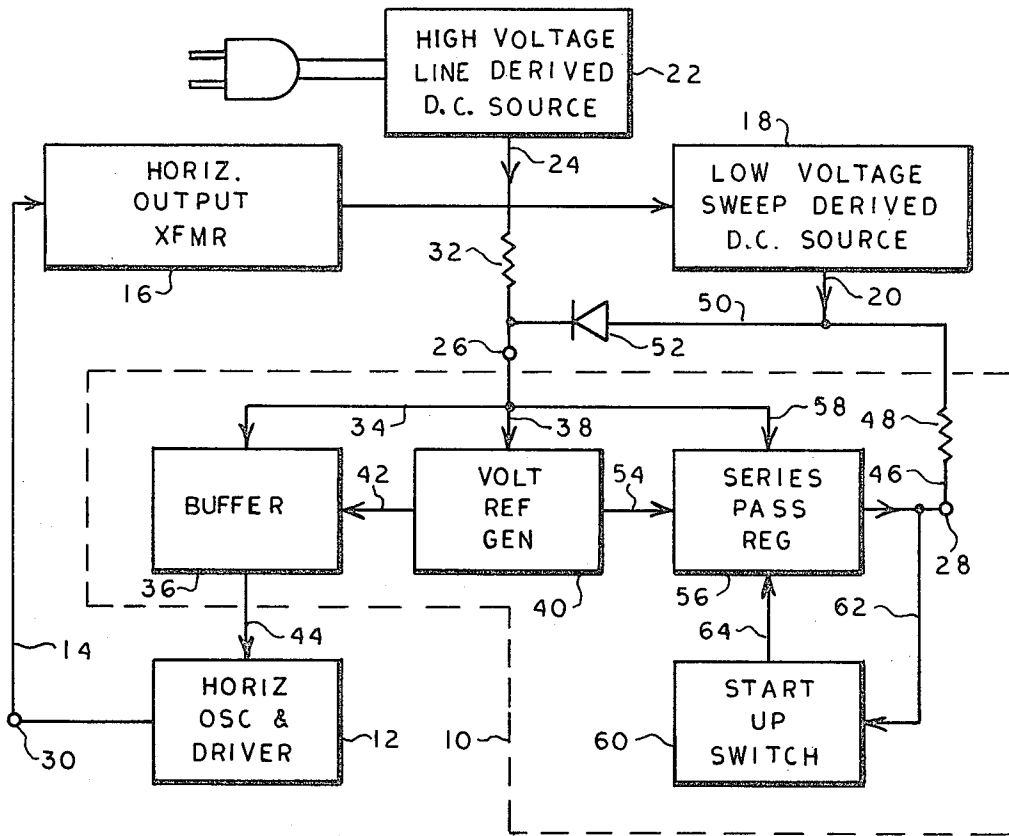 HIGH VOLTAGE
LINE DERIVED
D.C. SOURCE
22
24
18
HORIZ.
OUTPUT
XFMR
16
LOW VOLTAGE
SWEEP DERIVED
D.C. SOURCE
20
32
50
52
26
34
38
58
48
46
BUFFER
36
42
VOLT
REF
GEN
40
54
SERIES
PASS
REG
56
28
62
64
44
14
30
HORIZ
OSC &
DRIVER
12
10
60
START
UP
SWITCH